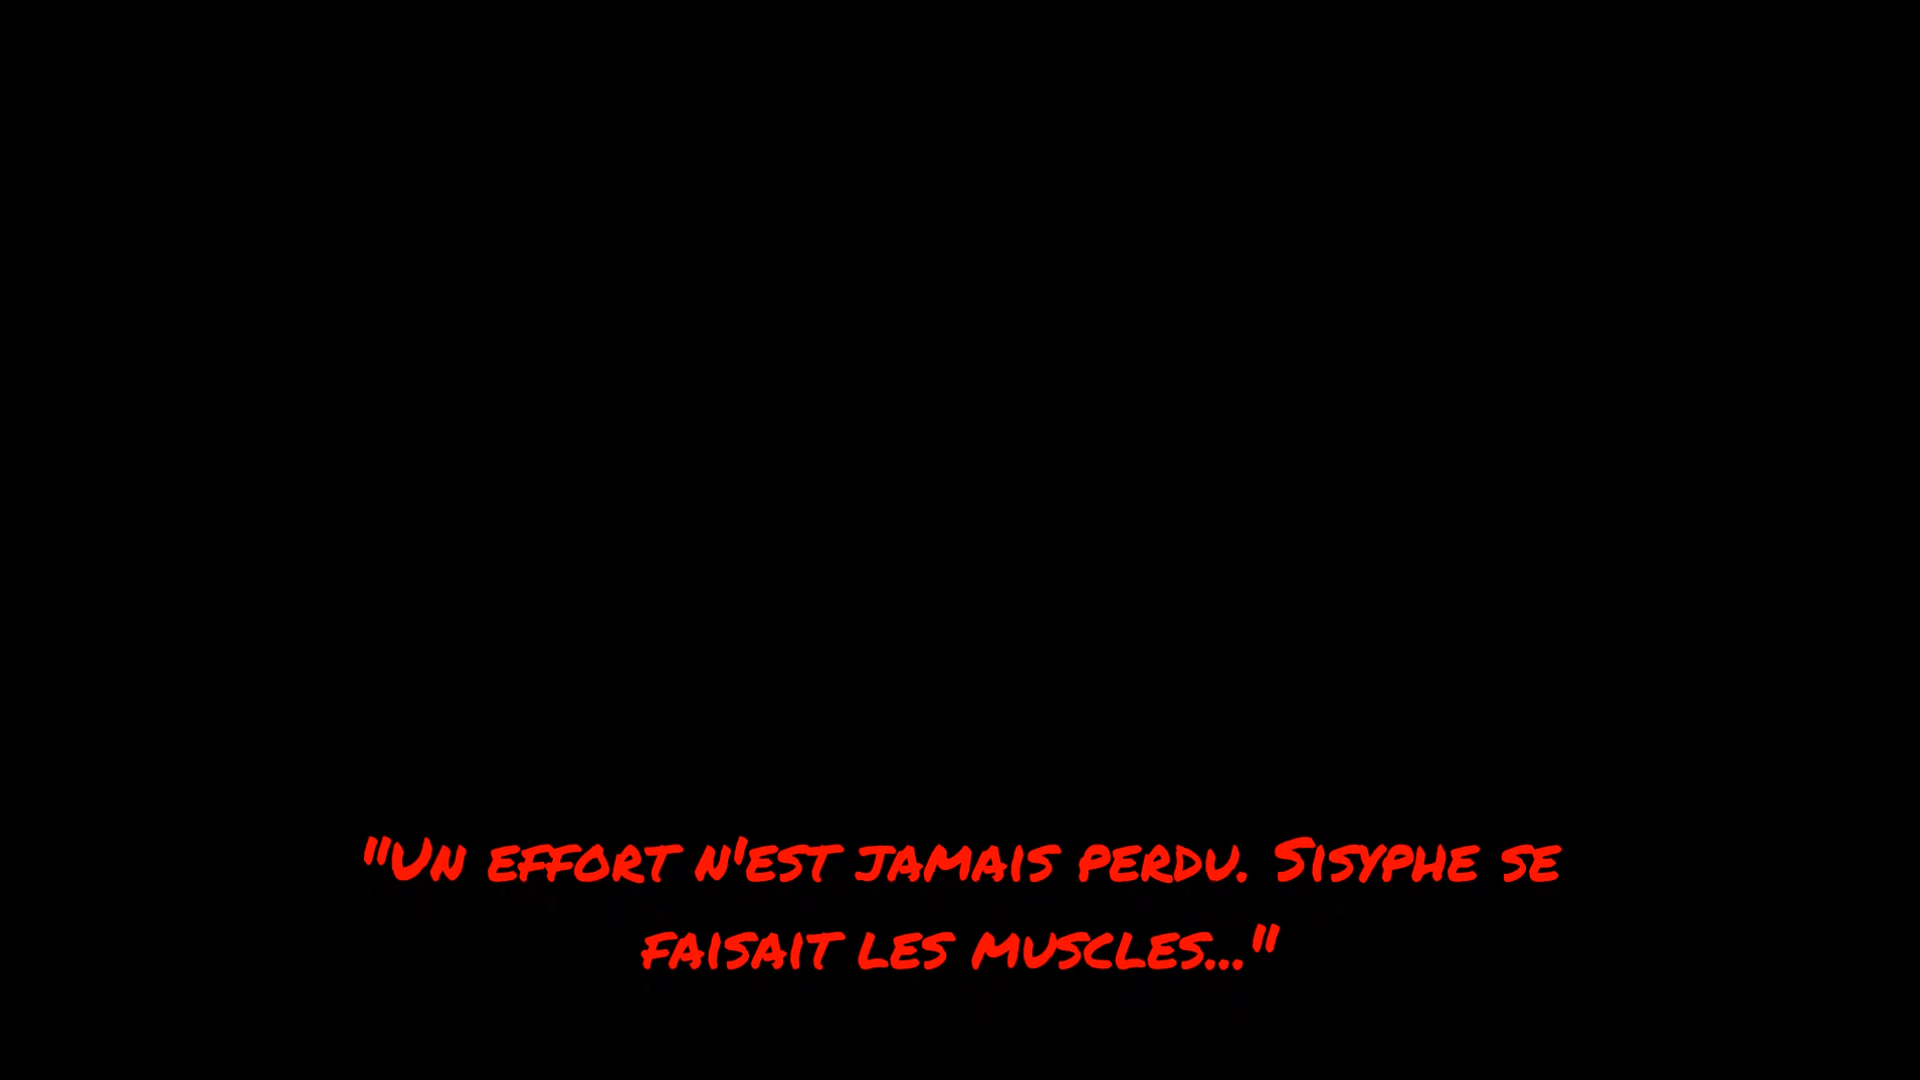 "Un effort n'est jamais perdu. Sisyphe se
faisait les muscles..."